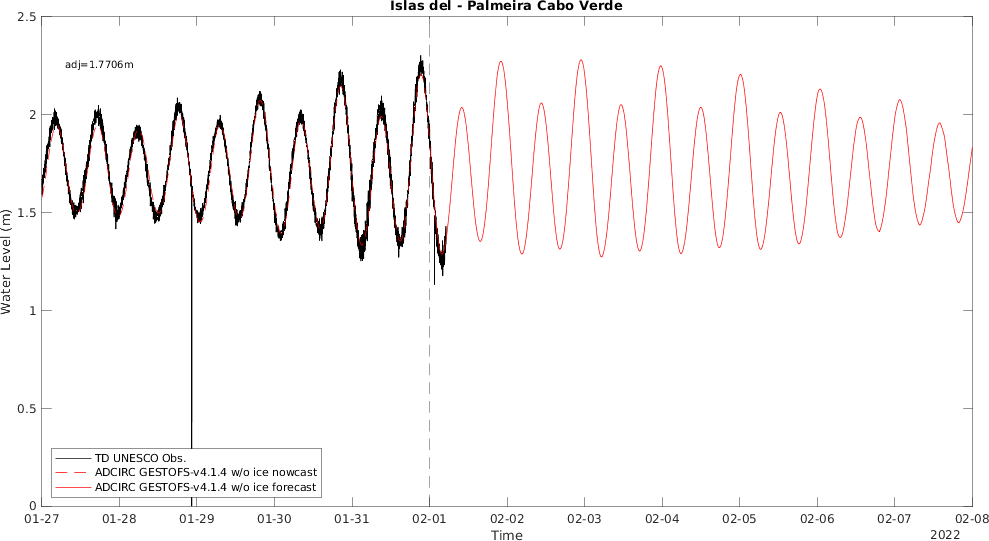 Islas del - Palmeira Cabo Verde
adj=1.7706m
2.5
2
1.5
1
0.5
0
Water Level (m)
TD UNESCO Obs.
ADCIRC GESTOFS-v4.1.4 w/o ice nowcast
ADCIRC GESTOFS-v4.1.4 w/o ice forecast
01-27 01-28 01-29 01-30 01-31 02-01 02-02 02-03 02-04 02-05 02-06 02-07 02-08
Time
2022